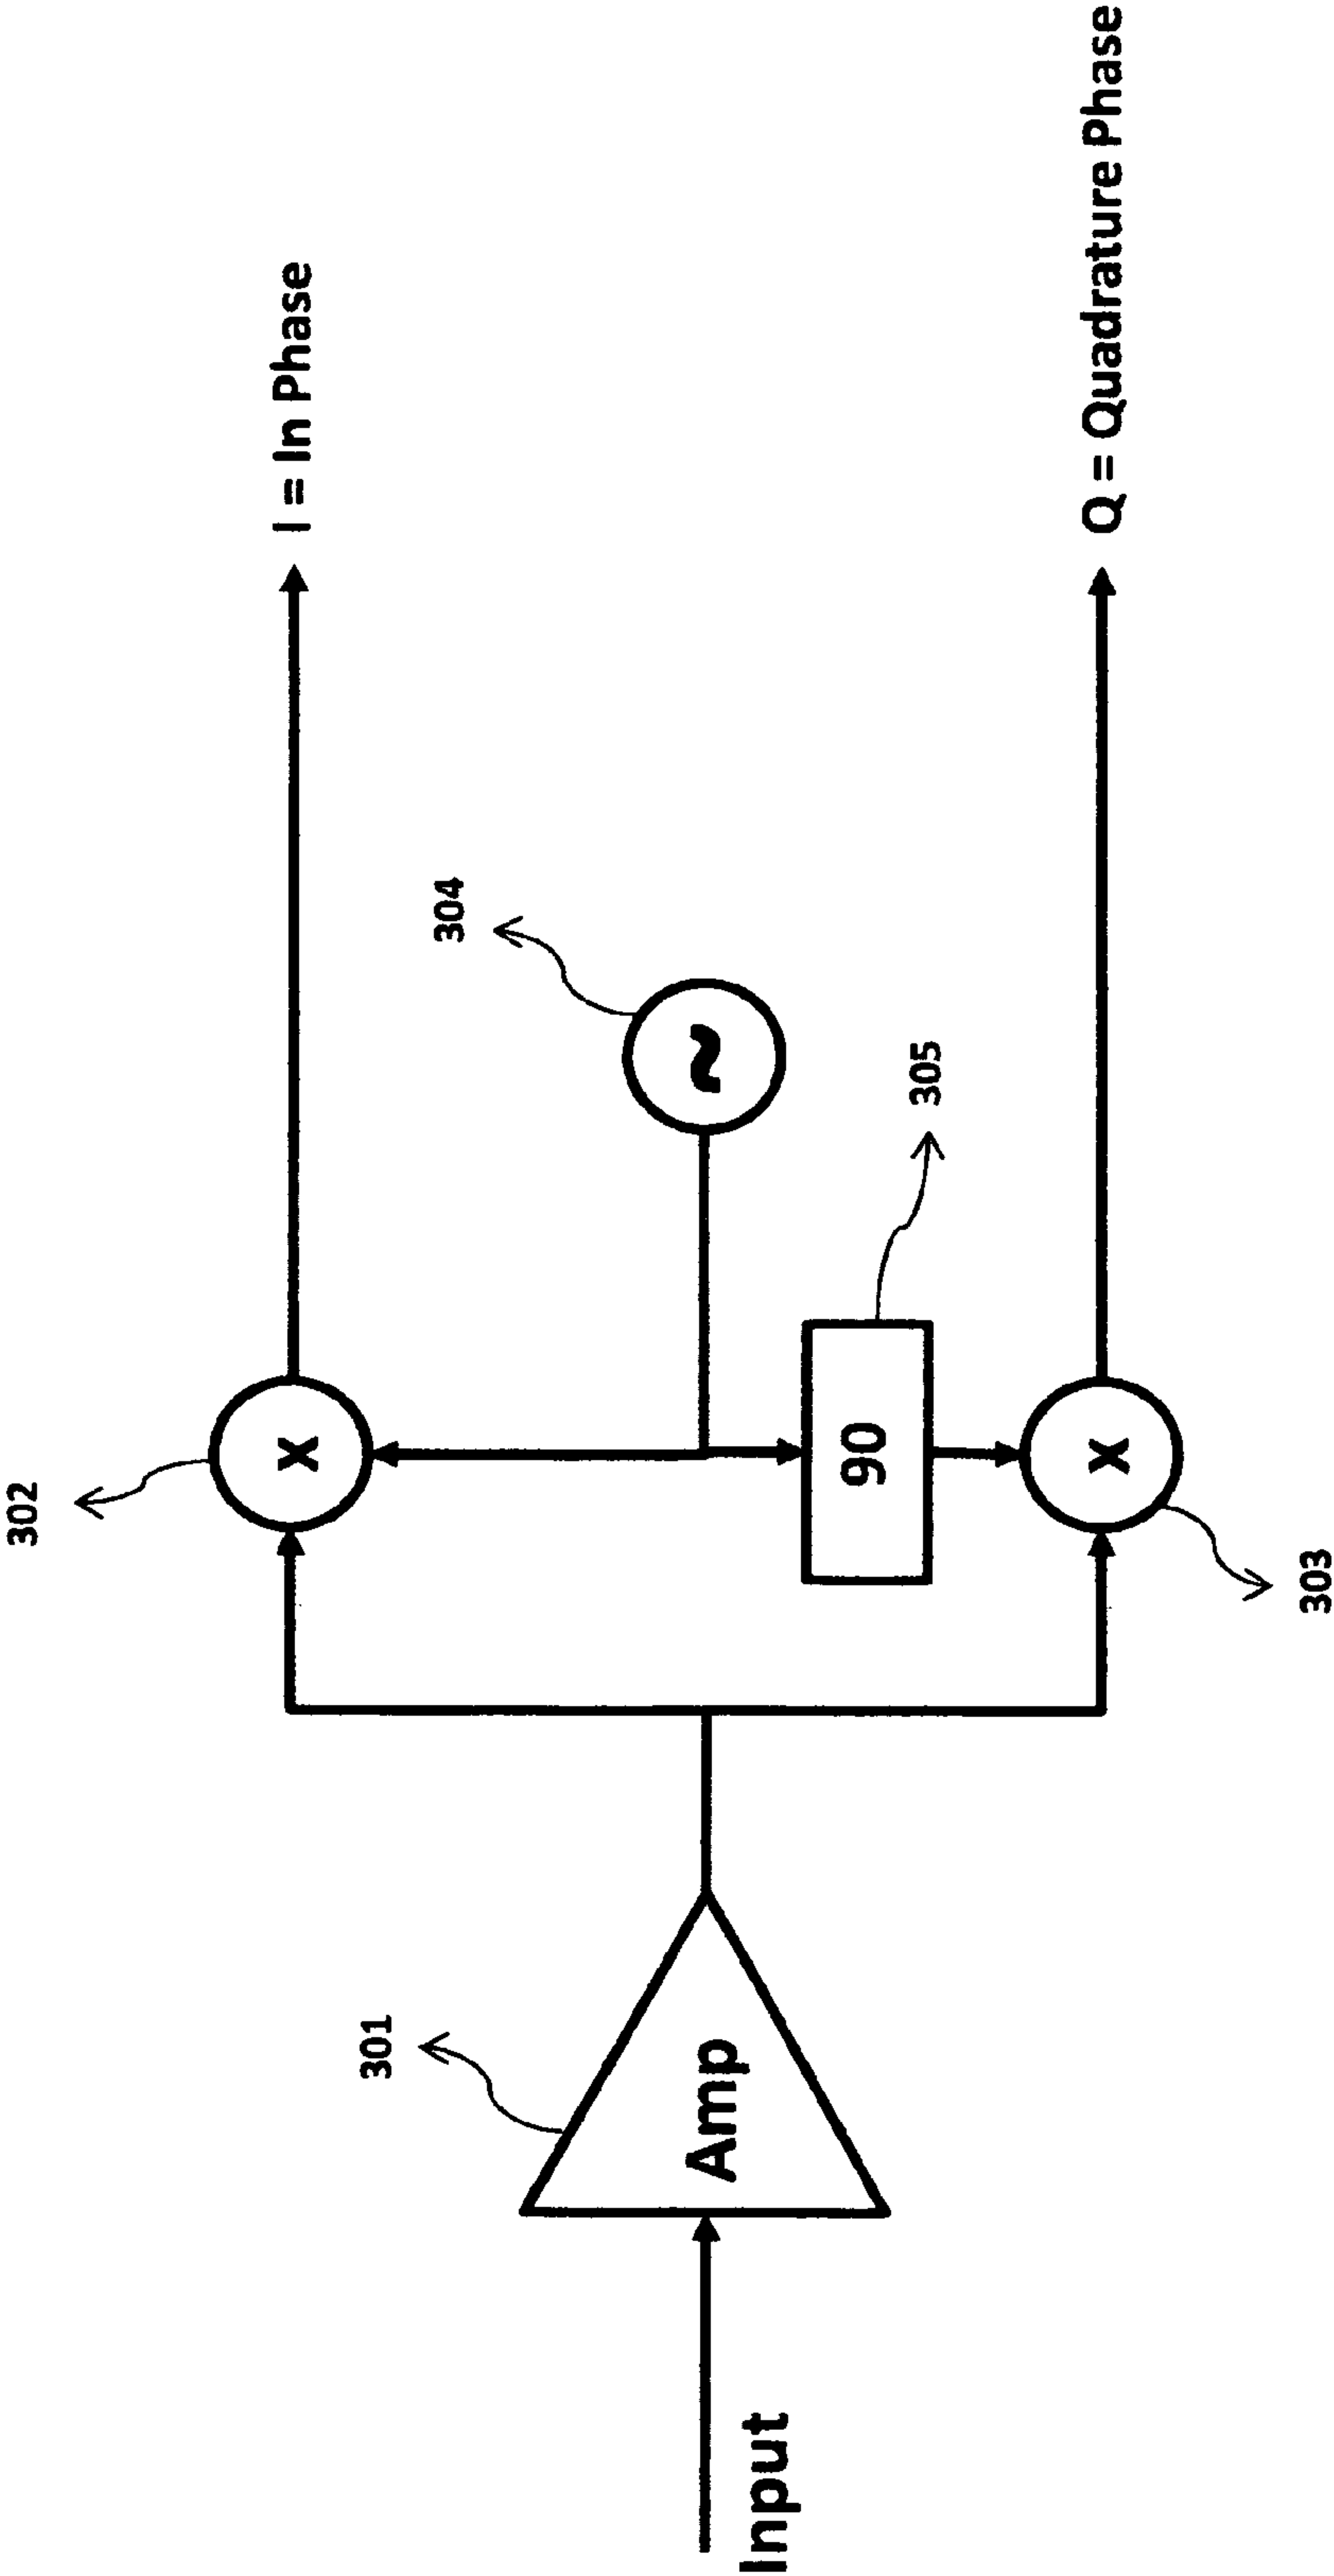 302
X
I = In Phase
304
~
301
Amp
Input
90
305
X
303
Q = Quadrature Phase